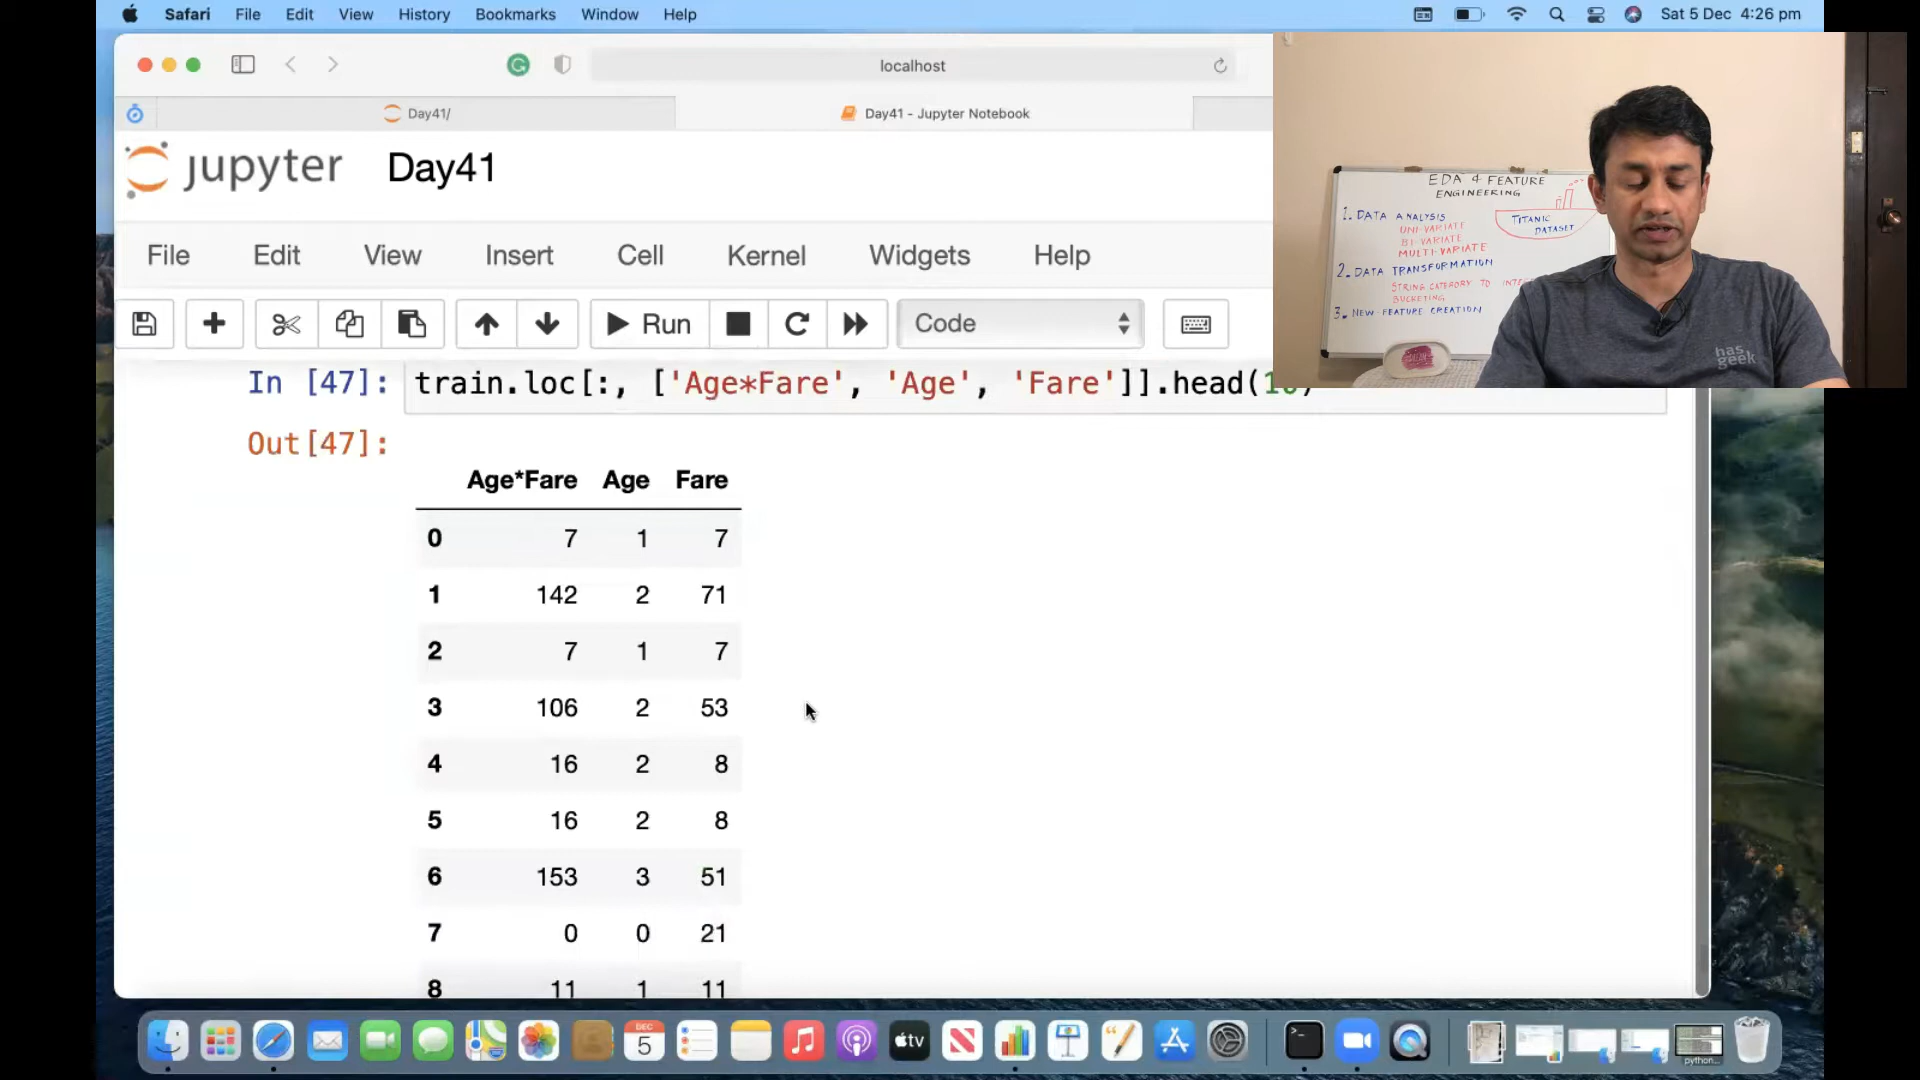 Safari File Edit View History Bookmarks Window Help Sat 5 Dec 4:26 pm
localhost
Day41/ Day41 - Jupyter Notebook
jupyter Day41
File Edit View Insert Cell Kernel Widgets Help
Run Code
In [47]: train.loc[:, ['Age*Fare', 'Age', 'Fare']].head(
Out[47]:
Age*Fare Age Fare
0 7 1 7
1 142 2 71
2 7 1 7
3 106 2 53
4 16 2 8
5 16 2 8
6 153 3 51
7 0 0 21
8 11 1 11
EDA & FEATURE
ENGINEERING
1. DATA ANALYSIS
UNI-VARIATE
BI-VARIATE
MULTI-VARIATE
2. DATA TRANSFORMATION
STRING CATEGORY TO
BUCKETING
3. NEW FEATURE CREATION
TITANIC
DATASET
has
geek
DEC
5
tv
python...